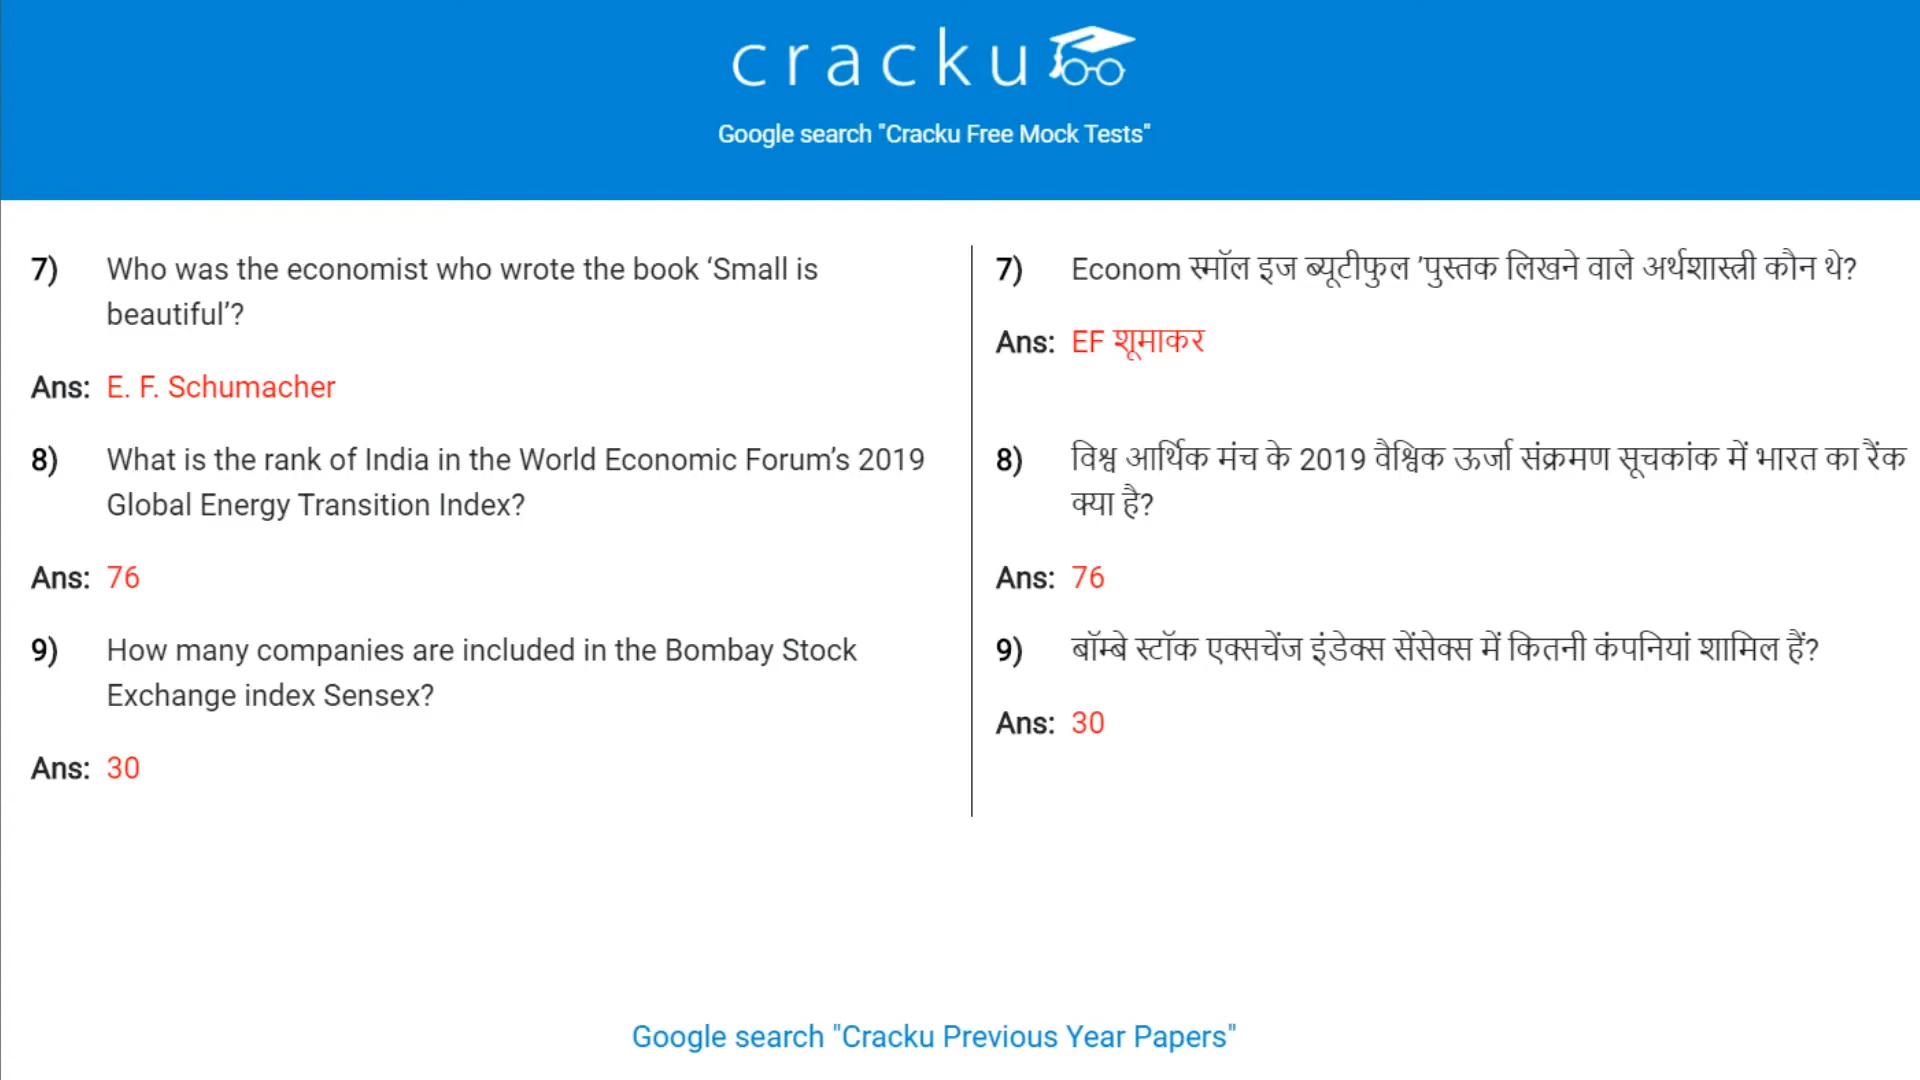 cracku
Google search "Cracku Free Mock Tests"
7) Who was the economist who wrote the book ‘Small is
beautiful’?
Ans: E. F. Schumacher
8) What is the rank of India in the World Economic Forum’s 2019
Global Energy Transition Index?
Ans: 76
9) How many companies are included in the Bombay Stock
Exchange index Sensex?
Ans: 30
7) Econom स्मॉल इज ब्यूटीफुल ’पुस्तक लिखने वाले अर्थशास्त्री कौन थे?
Ans: EF शूमाकर
8) विश्व आर्थिक मंच के 2019 वैश्विक ऊर्जा संक्रमण सूचकांक में भारत का रैंक
क्या है?
Ans: 76
9) बॉम्बे स्टॉक एक्सचेंज इंडेक्स सेंसेक्स में कितनी कंपनियां शामिल हैं?
Ans: 30
Google search "Cracku Previous Year Papers"